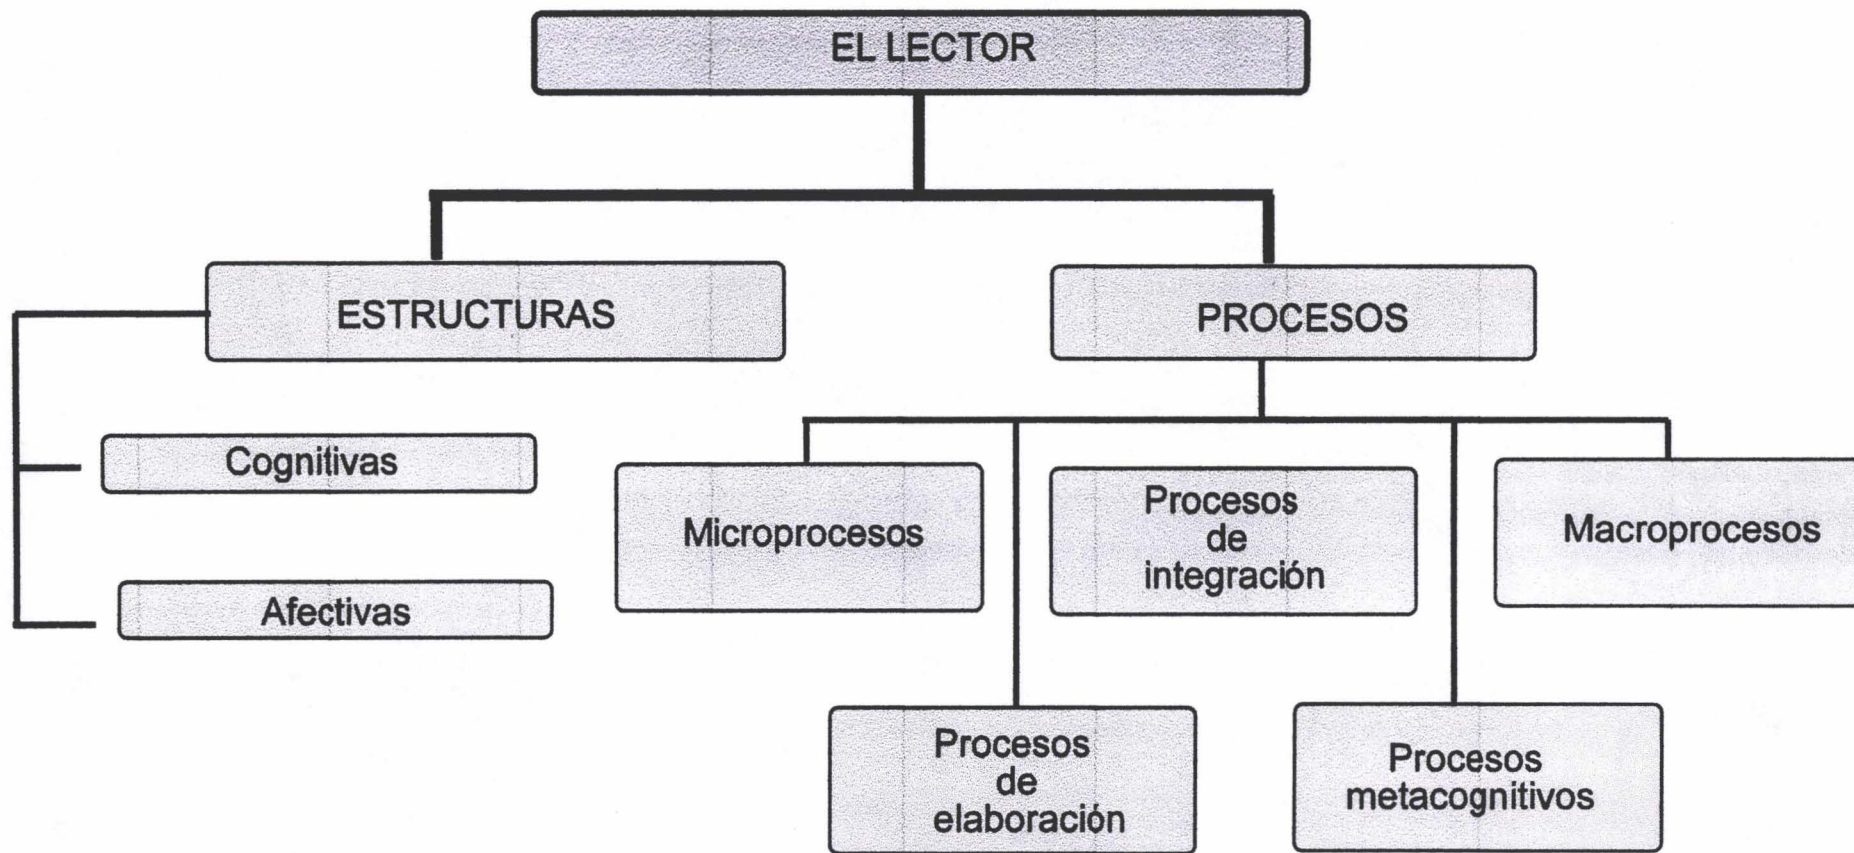 EL LECTOR
ESTRUCTURAS
PROCESOS
Cognitivas
Afectivas
Microprocesos
Procesos
de
integración
Macroprocesos
Procesos
de
elaboración
Procesos
metacognitivos